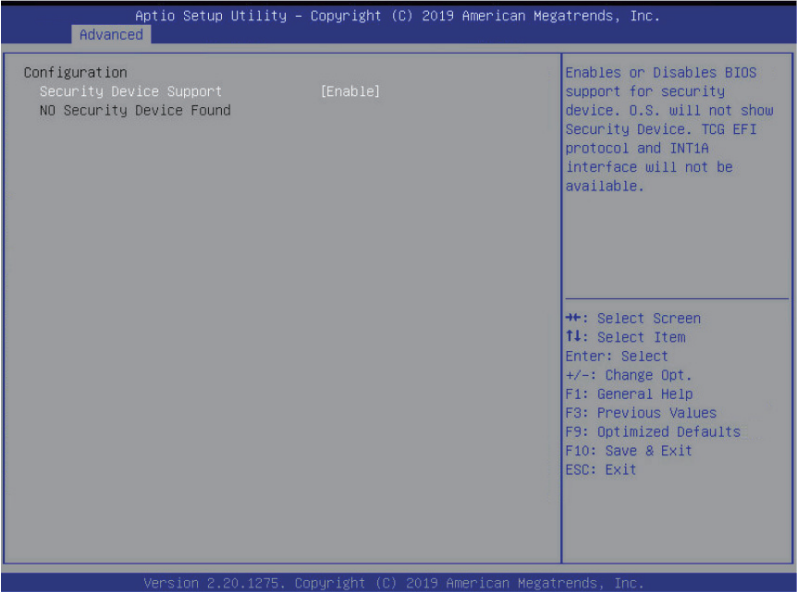 Aptio Setup Utility – Copyright (C) 2019 American Megatrends, Inc.
Advanced
Configuration
Security Device Support [Enable]
NO Security Device Found
Enables or Disables BIOS
support for security
device. O.S. will not show
Security Device. TCG EFI
protocol and INT1A
interface will not be
available.
→←: Select Screen
↑↓: Select Item
Enter: Select
+/-: Change Opt.
F1: General Help
F3: Previous Values
F9: Optimized Defaults
F10: Save & Exit
ESC: Exit
Version 2.20.1275. Copyright (C) 2019 American Megatrends, Inc.